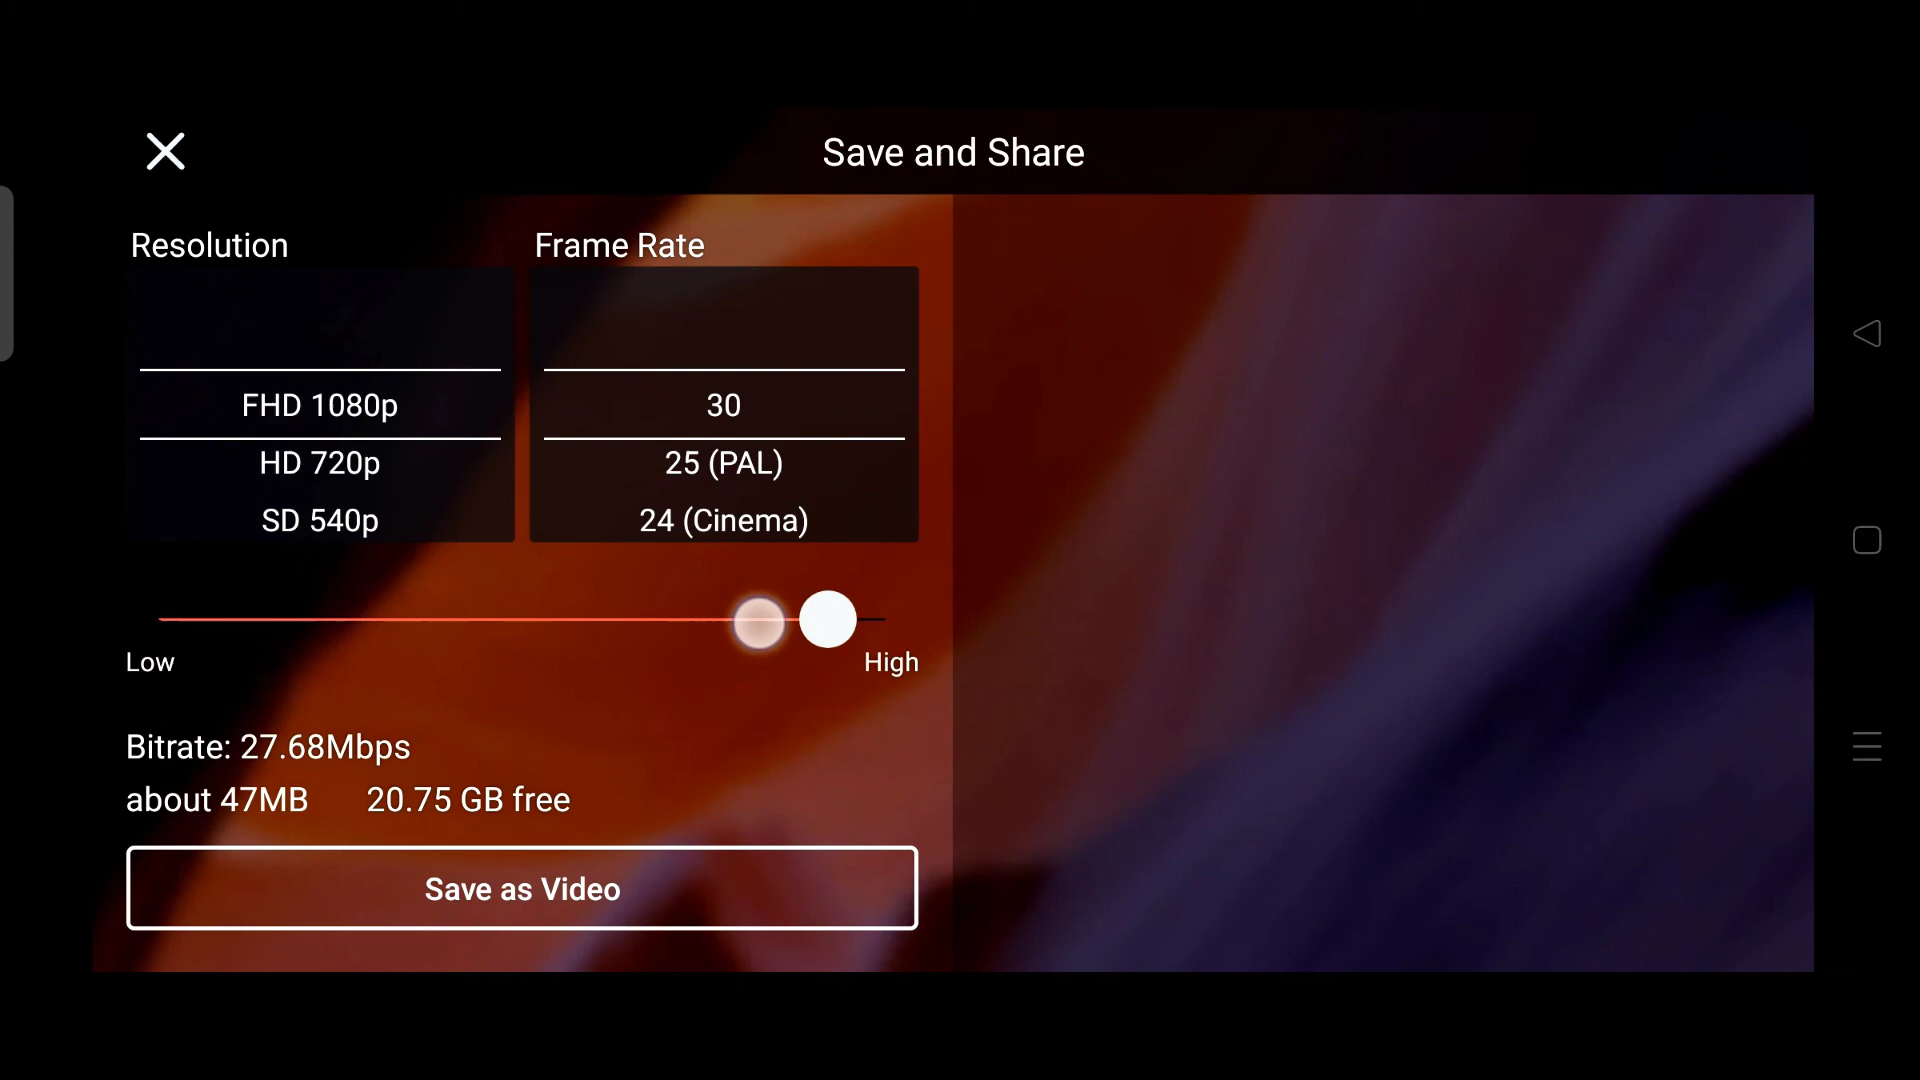 Save and Share
Resolution
Frame Rate
FHD 1080p
HD 720p
SD 540p
30
25 (PAL)
24 (Cinema)
Low
High
Bitrate: 27.68Mbps
about 47MB 20.75 GB free
Save as Video